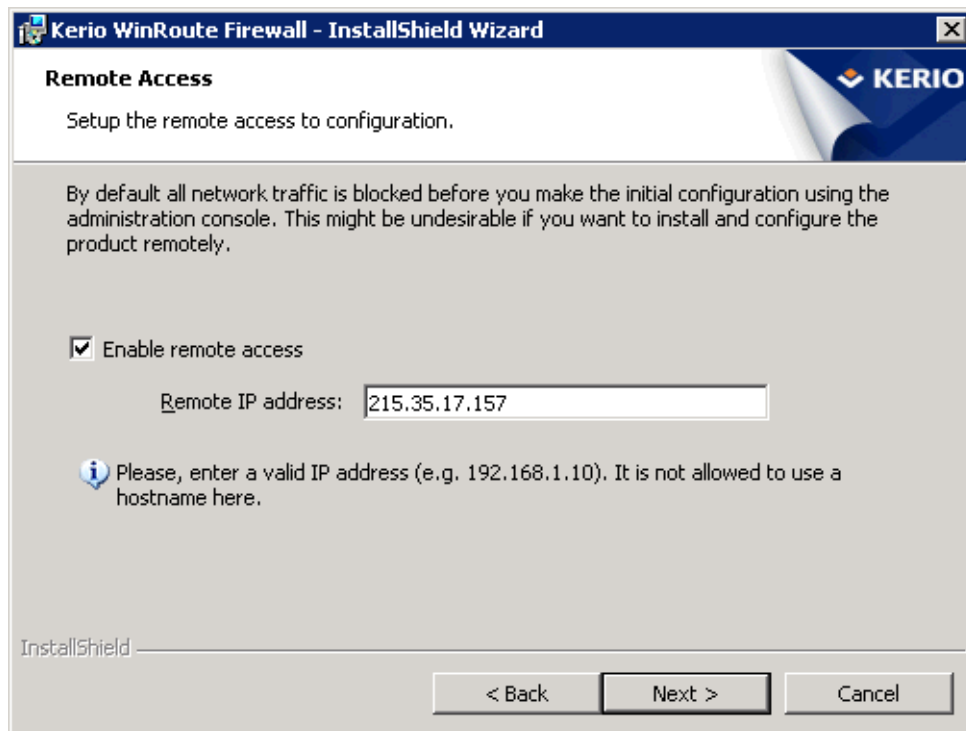 Kerio WinRoute Firewall - InstallShield Wizard
Remote Access
KERIO
Setup the remote access to configuration.
By default all network traffic is blocked before you make the initial configuration using the
administration console. This might be undesirable if you want to install and configure the
product remotely.
Enable remote access
Remote IP address: 215.35.17.157
Please, enter a valid IP address (e.g. 192.168.1.10). It is not allowed to use a
hostname here.
InstallShield
< Back Next > Cancel